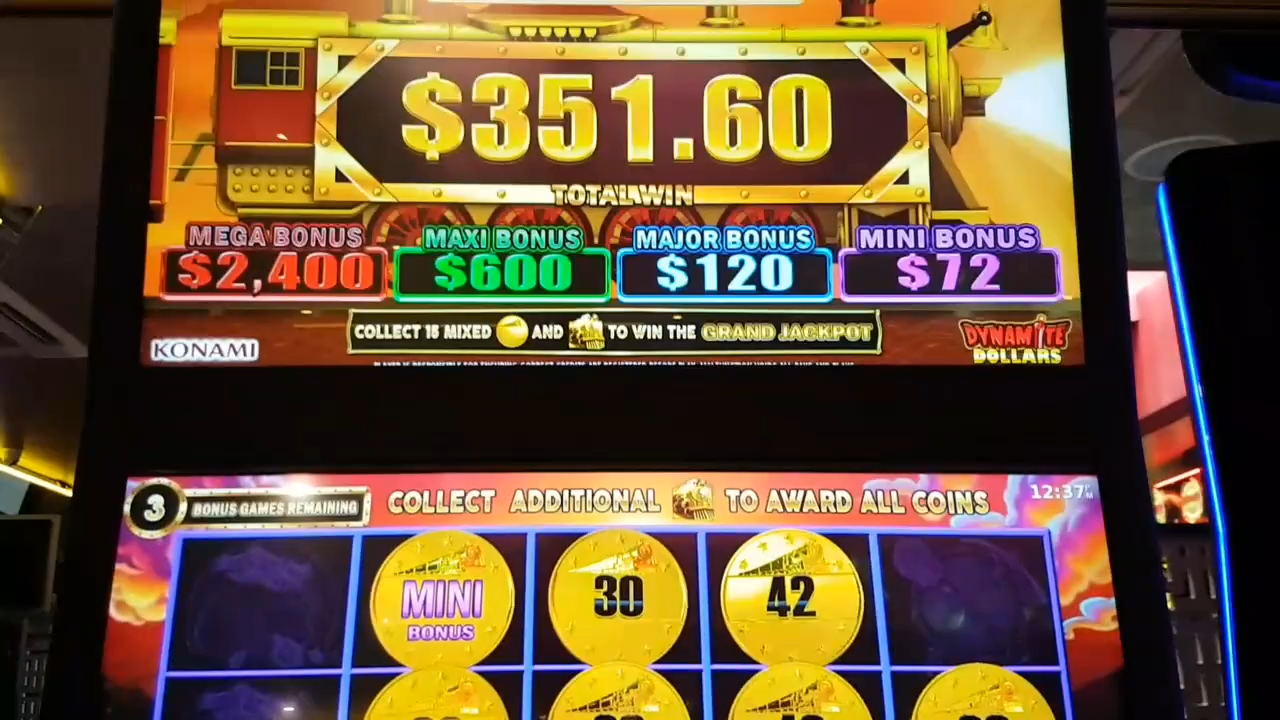 $351.60
TOTAL WIN
MEGA BONUS MAXI BONUS MAJOR BONUS MINI BONUS
$2,400 $600 $120 $72
COLLECT 15 MIXED AND TO WIN THE GRAND JACKPOT
KONAMI
DYNAMITE
DOLLARS
3 BONUS GAMES REMAINING
COLLECT ADDITIONAL TO AWARD ALL COINS
12:37
MINI
BONUS
30
42